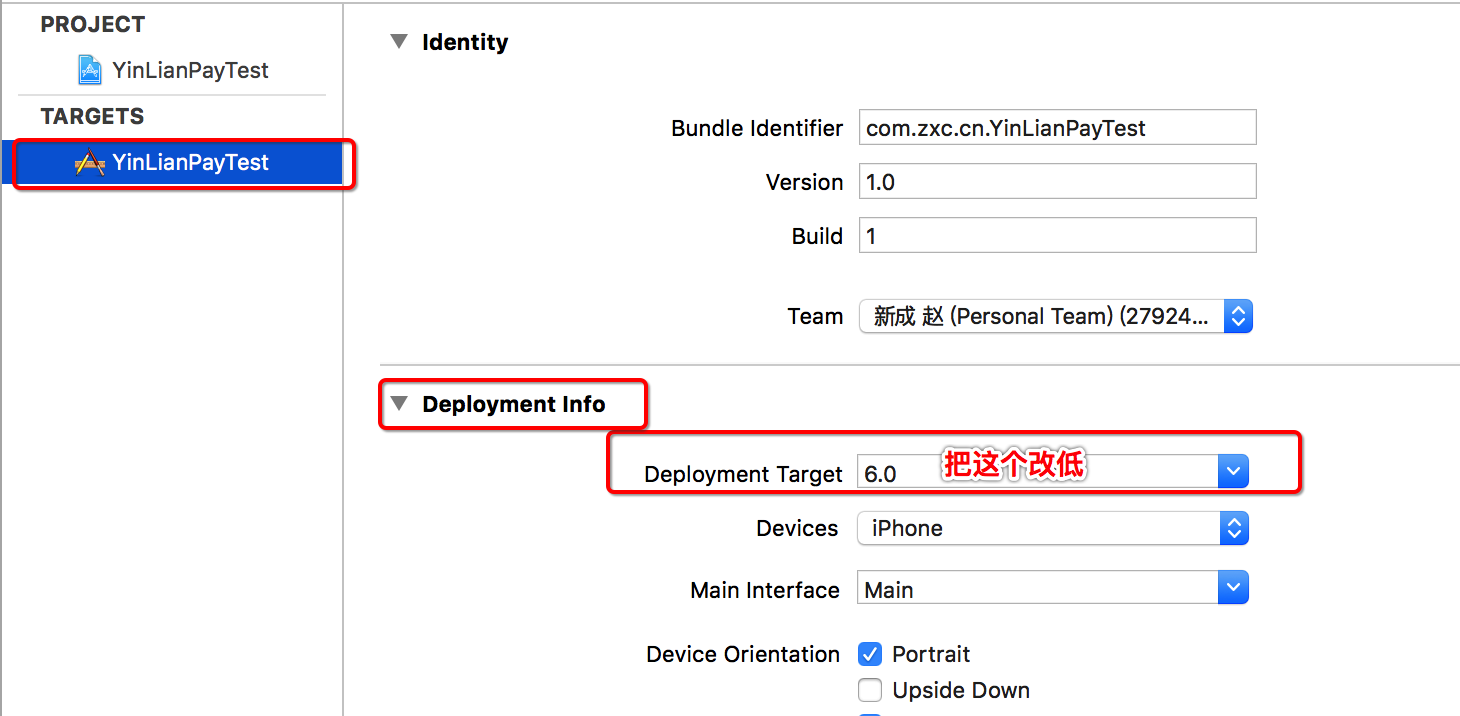 PROJECT
YinLianPayTest
TARGETS
YinLianPayTest
Identity
Bundle Identifier com.zxc.cn.YinLianPayTest
Version 1.0
Build 1
Team 新成 赵 (Personal Team) (27924...
Deployment Info
Deployment Target 6.0 把这个改低
Devices iPhone
Main Interface Main
Device Orientation Portrait
Upside Down